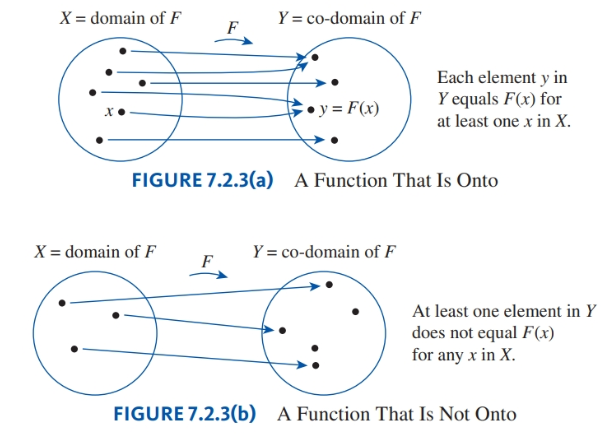 X = domain of F
F
Y = co-domain of F
x
y = F(x)
Each element y in
Y equals F(x) for
at least one x in X.
FIGURE 7.2.3(a) A Function That Is Onto
X = domain of F
F
Y = co-domain of F
At least one element in Y
does not equal F(x)
for any x in X.
FIGURE 7.2.3(b) A Function That Is Not Onto